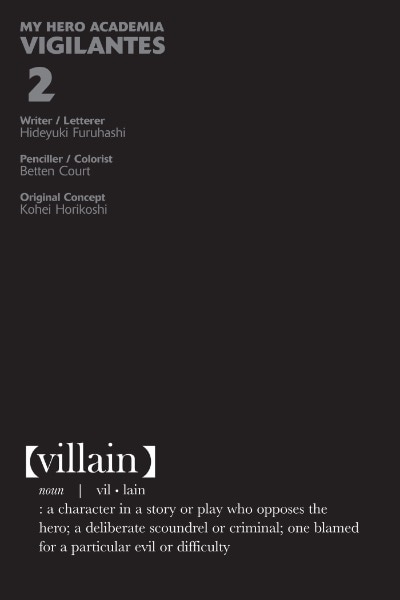 MY HERO ACADEMIA
VIGILANTES
2
Writer / Letterer
Hideyuki Furuhashi
Penciller / Colorist
Betten Court
Original Concept
Kohei Horikoshi
【villain】
noun | vil • lain
: a character in a story or play who opposes the
hero; a deliberate scoundrel or criminal; one blamed
for a particular evil or difficulty